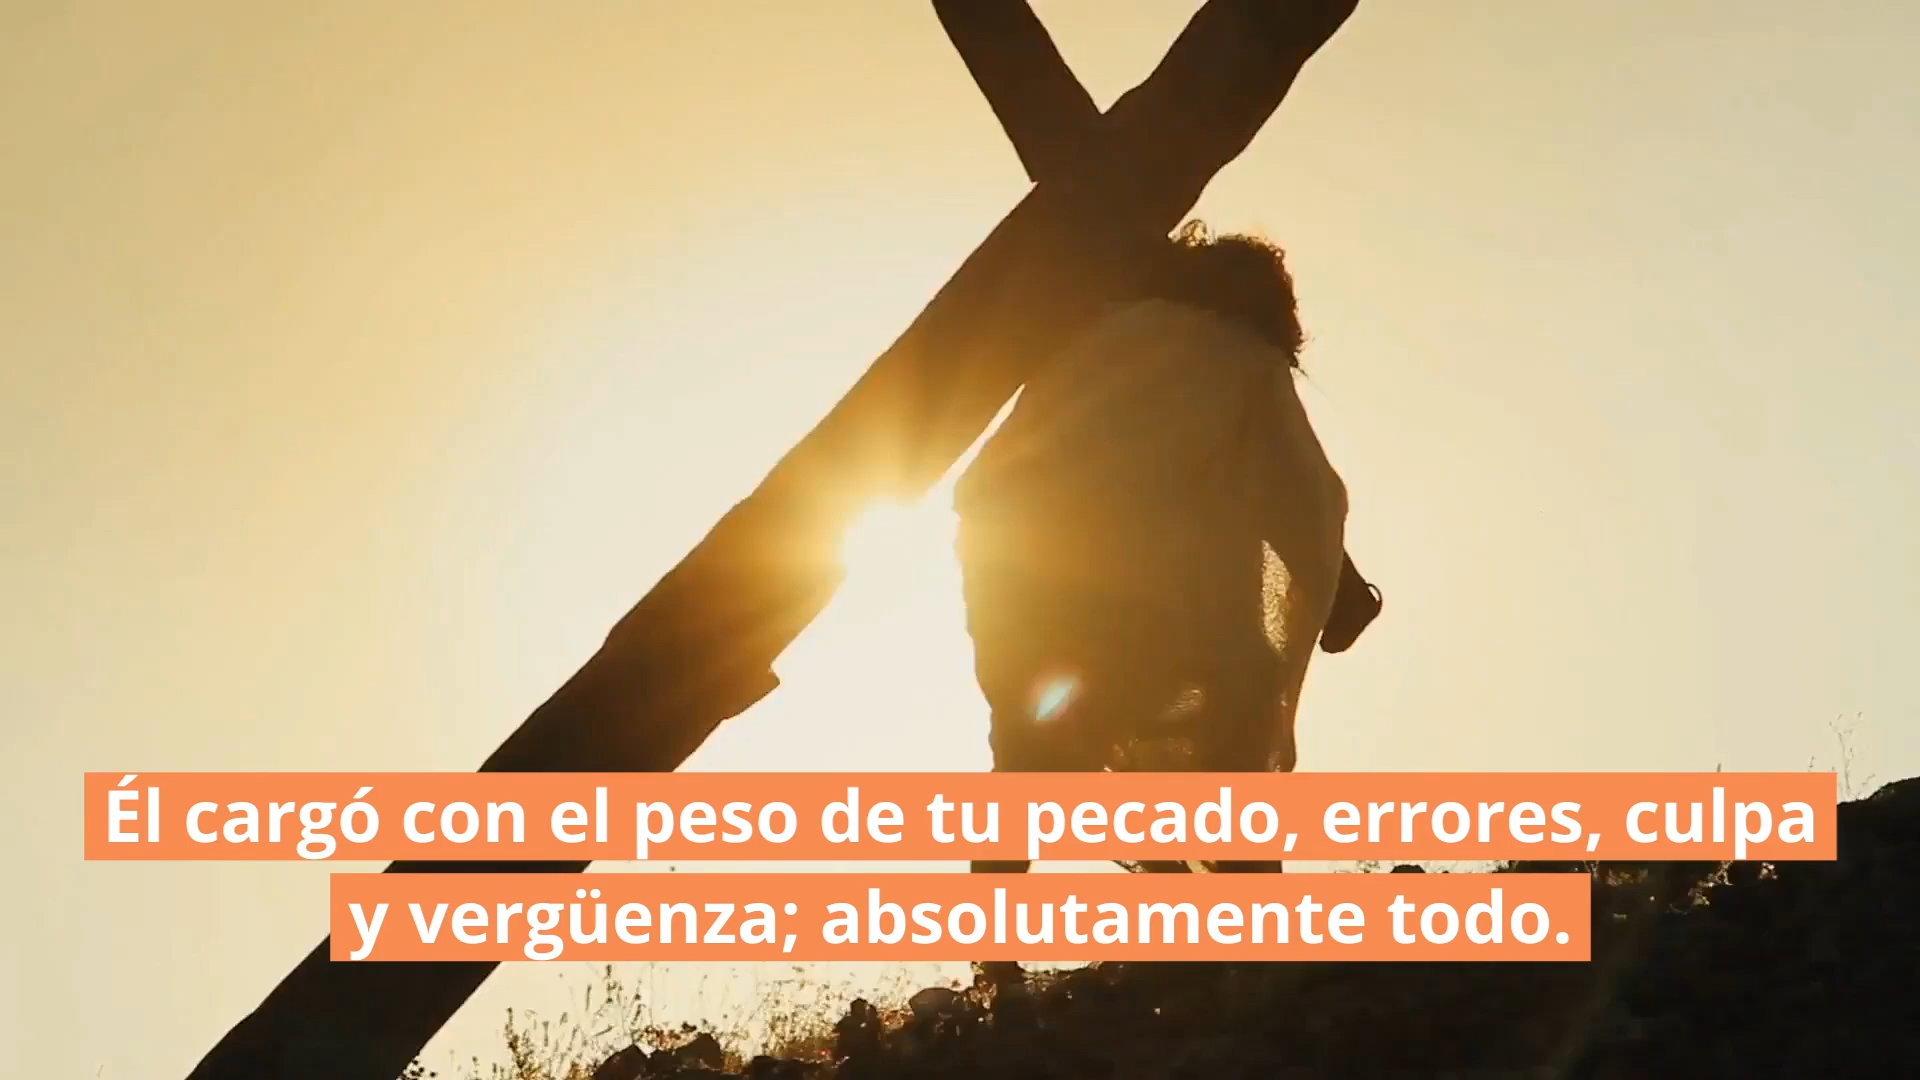 Él cargó con el peso de tu pecado, errores, culpa
y vergüenza; absolutamente todo.